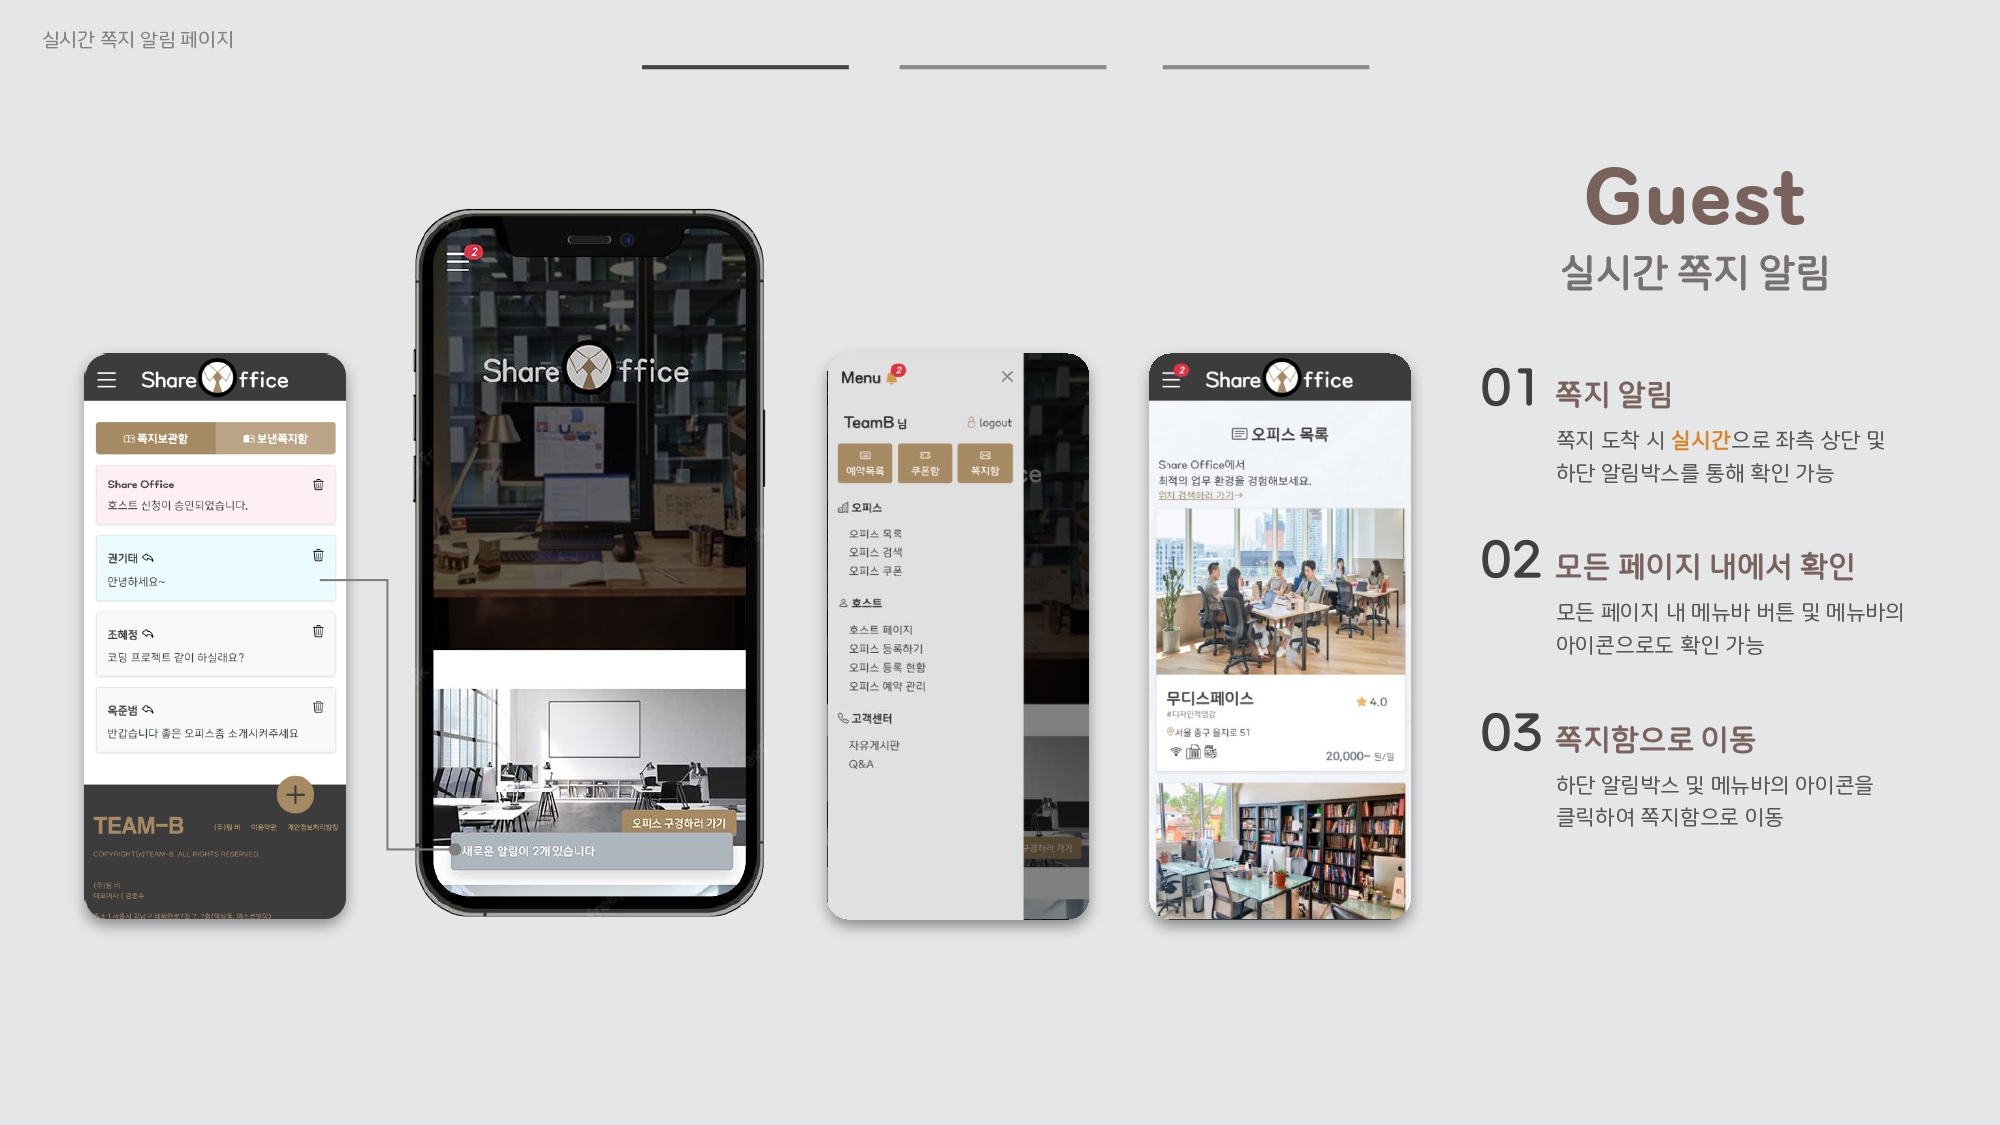 실시간 쪽지 알림 페이지
Guest
실시간 쪽지 알림
01 쪽지 알림
쪽지 도착 시 실시간으로 좌측 상단 및
하단 알림박스를 통해 확인 가능
02 모든 페이지 내에서 확인
모든 페이지 내 메뉴바 버튼 및 메뉴바의
아이콘으로도 확인 가능
03 쪽지함으로 이동
하단 알림박스 및 메뉴바의 아이콘을
클릭하여 쪽지함으로 이동
Share ffice
쪽지보관함 보낸쪽지함
Share Office
호스트 신청이 승인되었습니다.
권기태
안녕하세요~
조혜정
코딩 프로젝트 같이 하실래요?
옥준범
반갑습니다 좋은 오피스좀 소개시켜주세요
TEAM-B (주)팀 비 이용약관 개인정보처리방침
COPYRIGHT(c)TEAM-B. ALL RIGHTS RESERVED.
(주)팀 비
2
Share ffice
오피스 구경하러 가기
새로운 알림이 2개있습니다
Menu 2
TeamB 님 logout
예약목록 쿠폰함 쪽지함
오피스
오피스 목록
오피스 검색
오피스 쿠폰
호스트
호스트 페이지
오피스 등록하기
오피스 등록 현황
오피스 예약 관리
고객센터
자유게시판
Q&A
ce
구경하러 가기
2 Share ffice
오피스 목록
Share Office에서
최적의 업무 환경을 경험해보세요.
위치 검색하러 가기→
무디스페이스 4.0
#디자인적영감
서울 중구 을지로 51
20,000~ 원/일